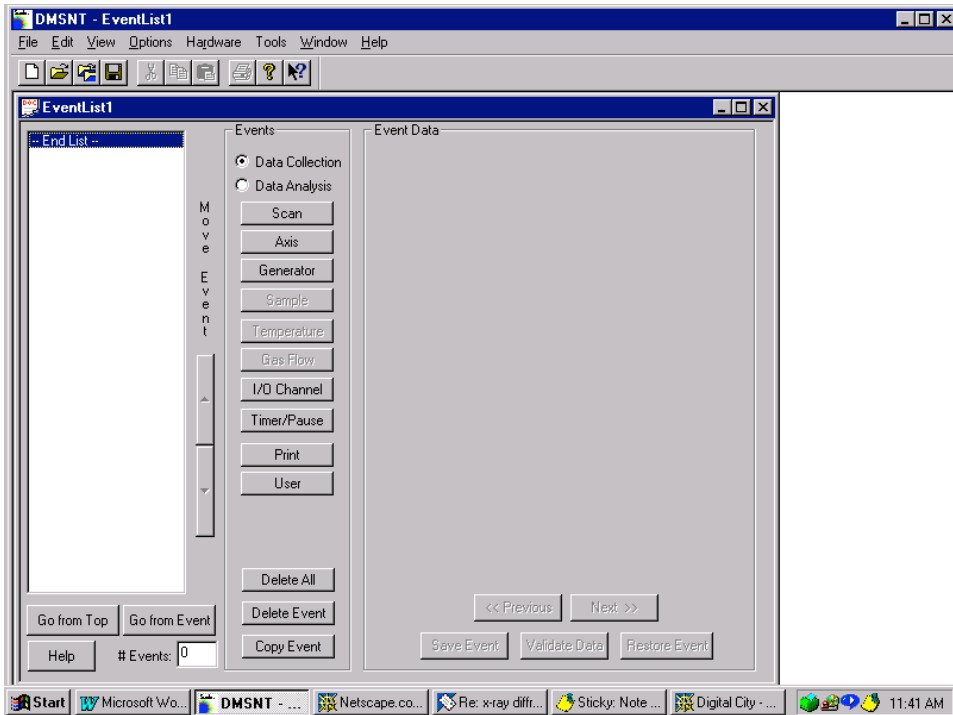 DMSNT - EventList1
File Edit View Options Hardware Tools Window Help
EventList1
-- End List --
Move Event
Events
Data Collection
Data Analysis
Scan
Axis
Generator
Sample
Temperature
Gas Flow
I/O Channel
Timer/Pause
Print
User
Delete All
Delete Event
Copy Event
Event Data
<< Previous Next >>
Save Event Validate Data Restore Event
Go from Top Go from Event
Help # Events: 0
Start Microsoft Wo... DMSNT - ... Netscape.co... Re: x-ray diffr... Sticky: Note ... Digital City - ... 11:41 AM